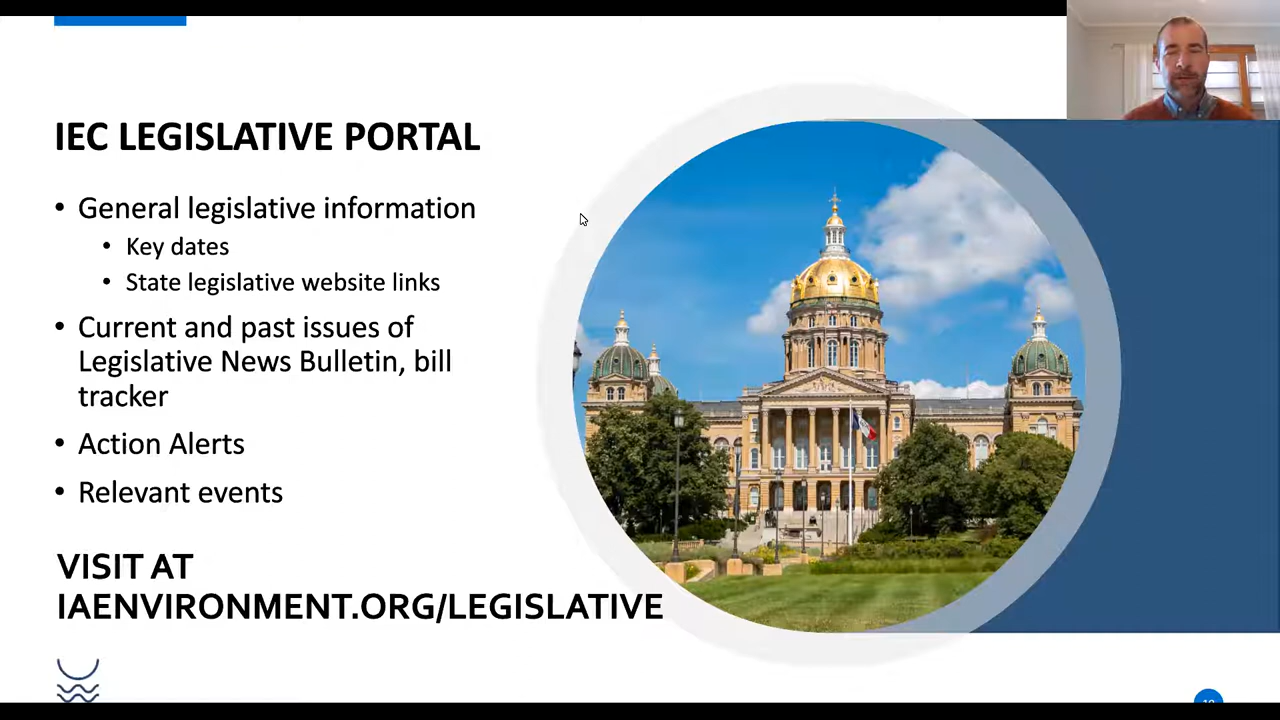 IEC LEGISLATIVE PORTAL
• General legislative information
• Key dates
• State legislative website links
• Current and past issues of
Legislative News Bulletin, bill
tracker
• Action Alerts
• Relevant events
VISIT AT
IAENVIRONMENT.ORG/LEGISLATIVE